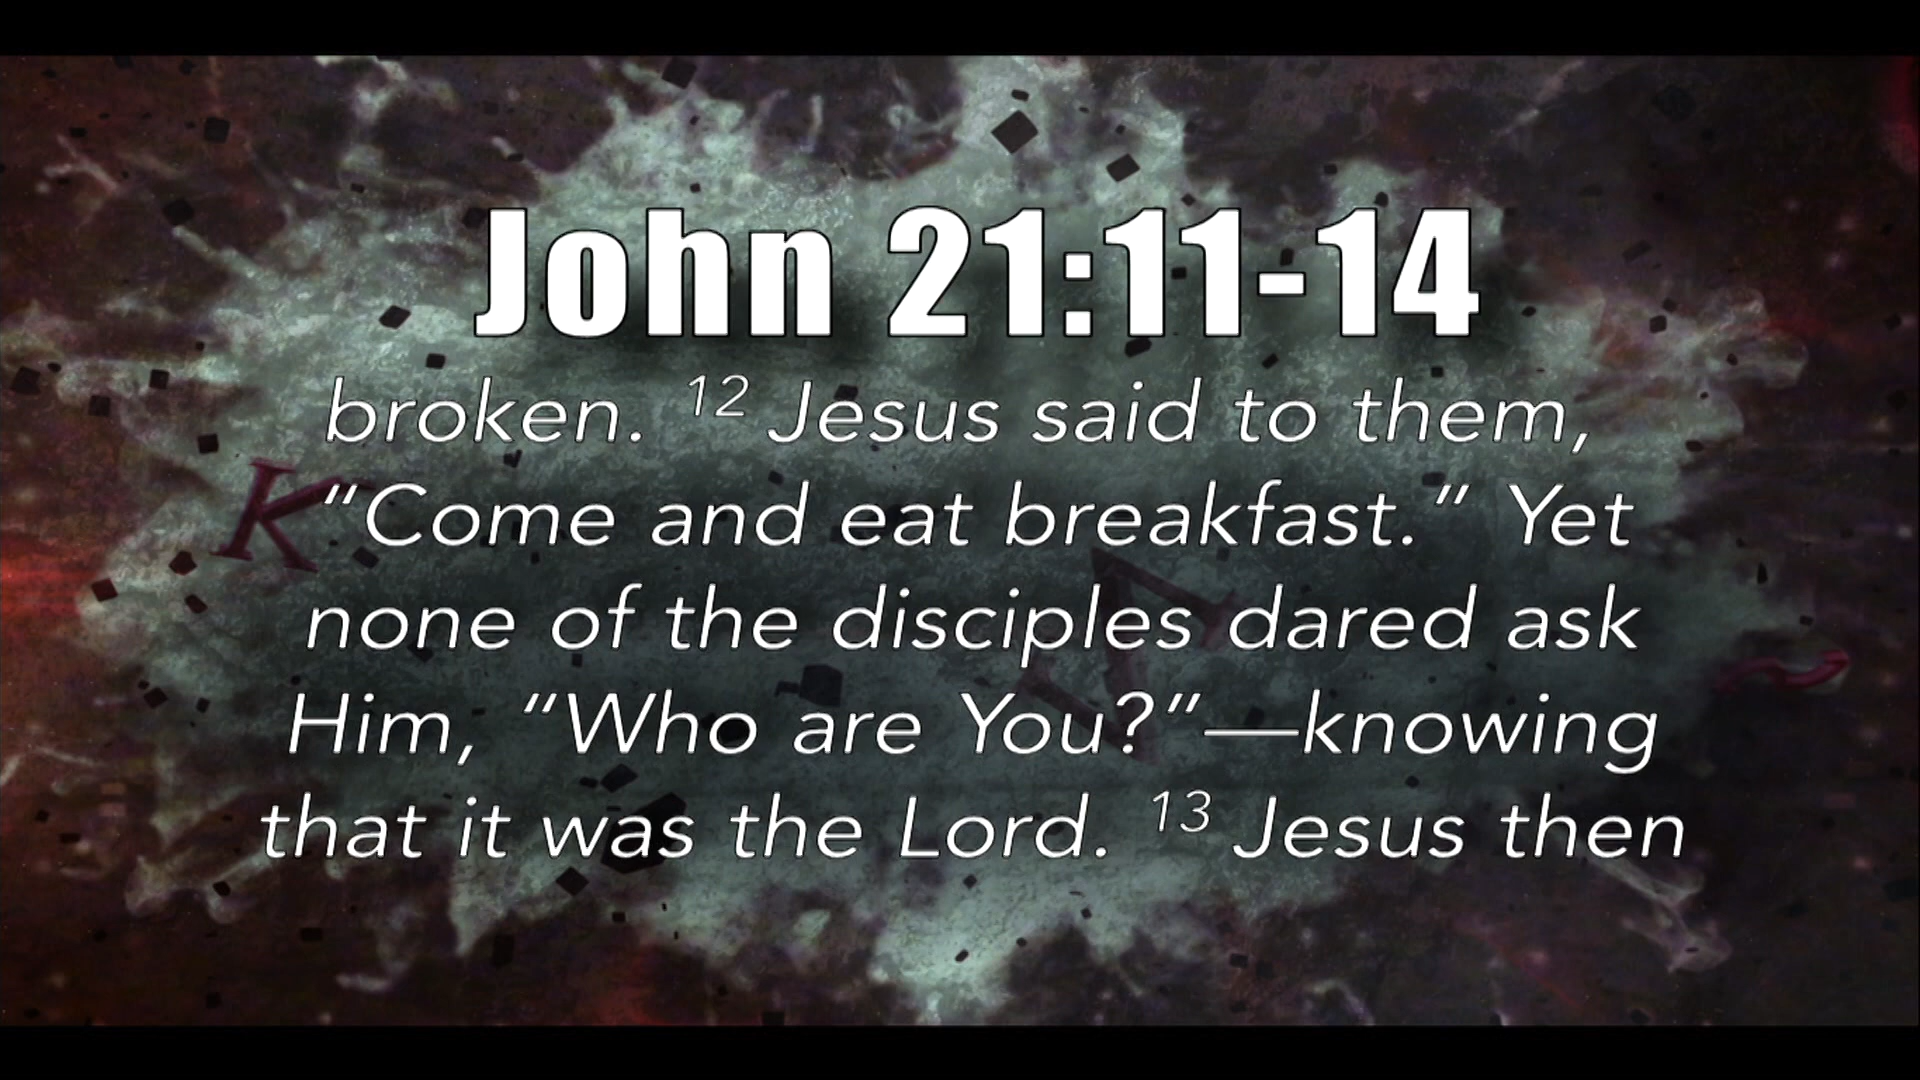 John 21:11-14
broken. 12 Jesus said to them,
“Come and eat breakfast.” Yet
none of the disciples dared ask
Him, “Who are You?”—knowing
that it was the Lord. 13 Jesus then
K